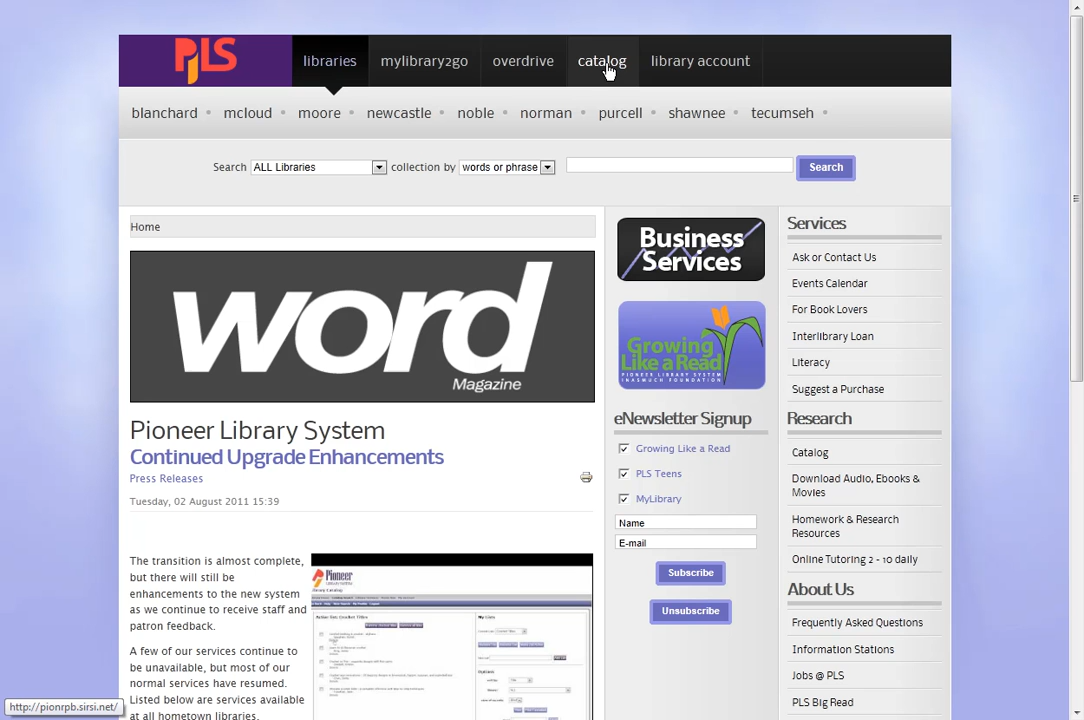 PLS libraries mylibrary2go overdrive catalog library account
blanchard • mcloud • moore • newcastle • noble • norman • purcell • shawnee • tecumseh •
Search ALL Libraries collection by words or phrase Search
Home
word
Magazine
Pioneer Library System
Continued Upgrade Enhancements
Press Releases
Tuesday, 02 August 2011 15:39
The transition is almost complete,
but there will still be
enhancements to the new system
as we continue to receive staff and
patron feedback.
A few of our services continue to
be unavailable, but most of our
normal services have resumed.
Listed below are services available
at all hometown libraries.
Pioneer
Business
Services
Growing
Like a Read
PIONEER LIBRARY SYSTEM
INASMUCH FOUNDATION
eNewsletter Signup
Growing Like a Read
PLS Teens
MyLibrary
Name
E-mail
Subscribe
Unsubscribe
Services
Ask or Contact Us
Events Calendar
For Book Lovers
Interlibrary Loan
Literacy
Suggest a Purchase
Research
Catalog
Download Audio, Ebooks &
Movies
Homework & Research
Resources
Online Tutoring 2 - 10 daily
About Us
Frequently Asked Questions
Information Stations
Jobs @ PLS
PLS Big Read
http://pionrpb.sirsi.net/